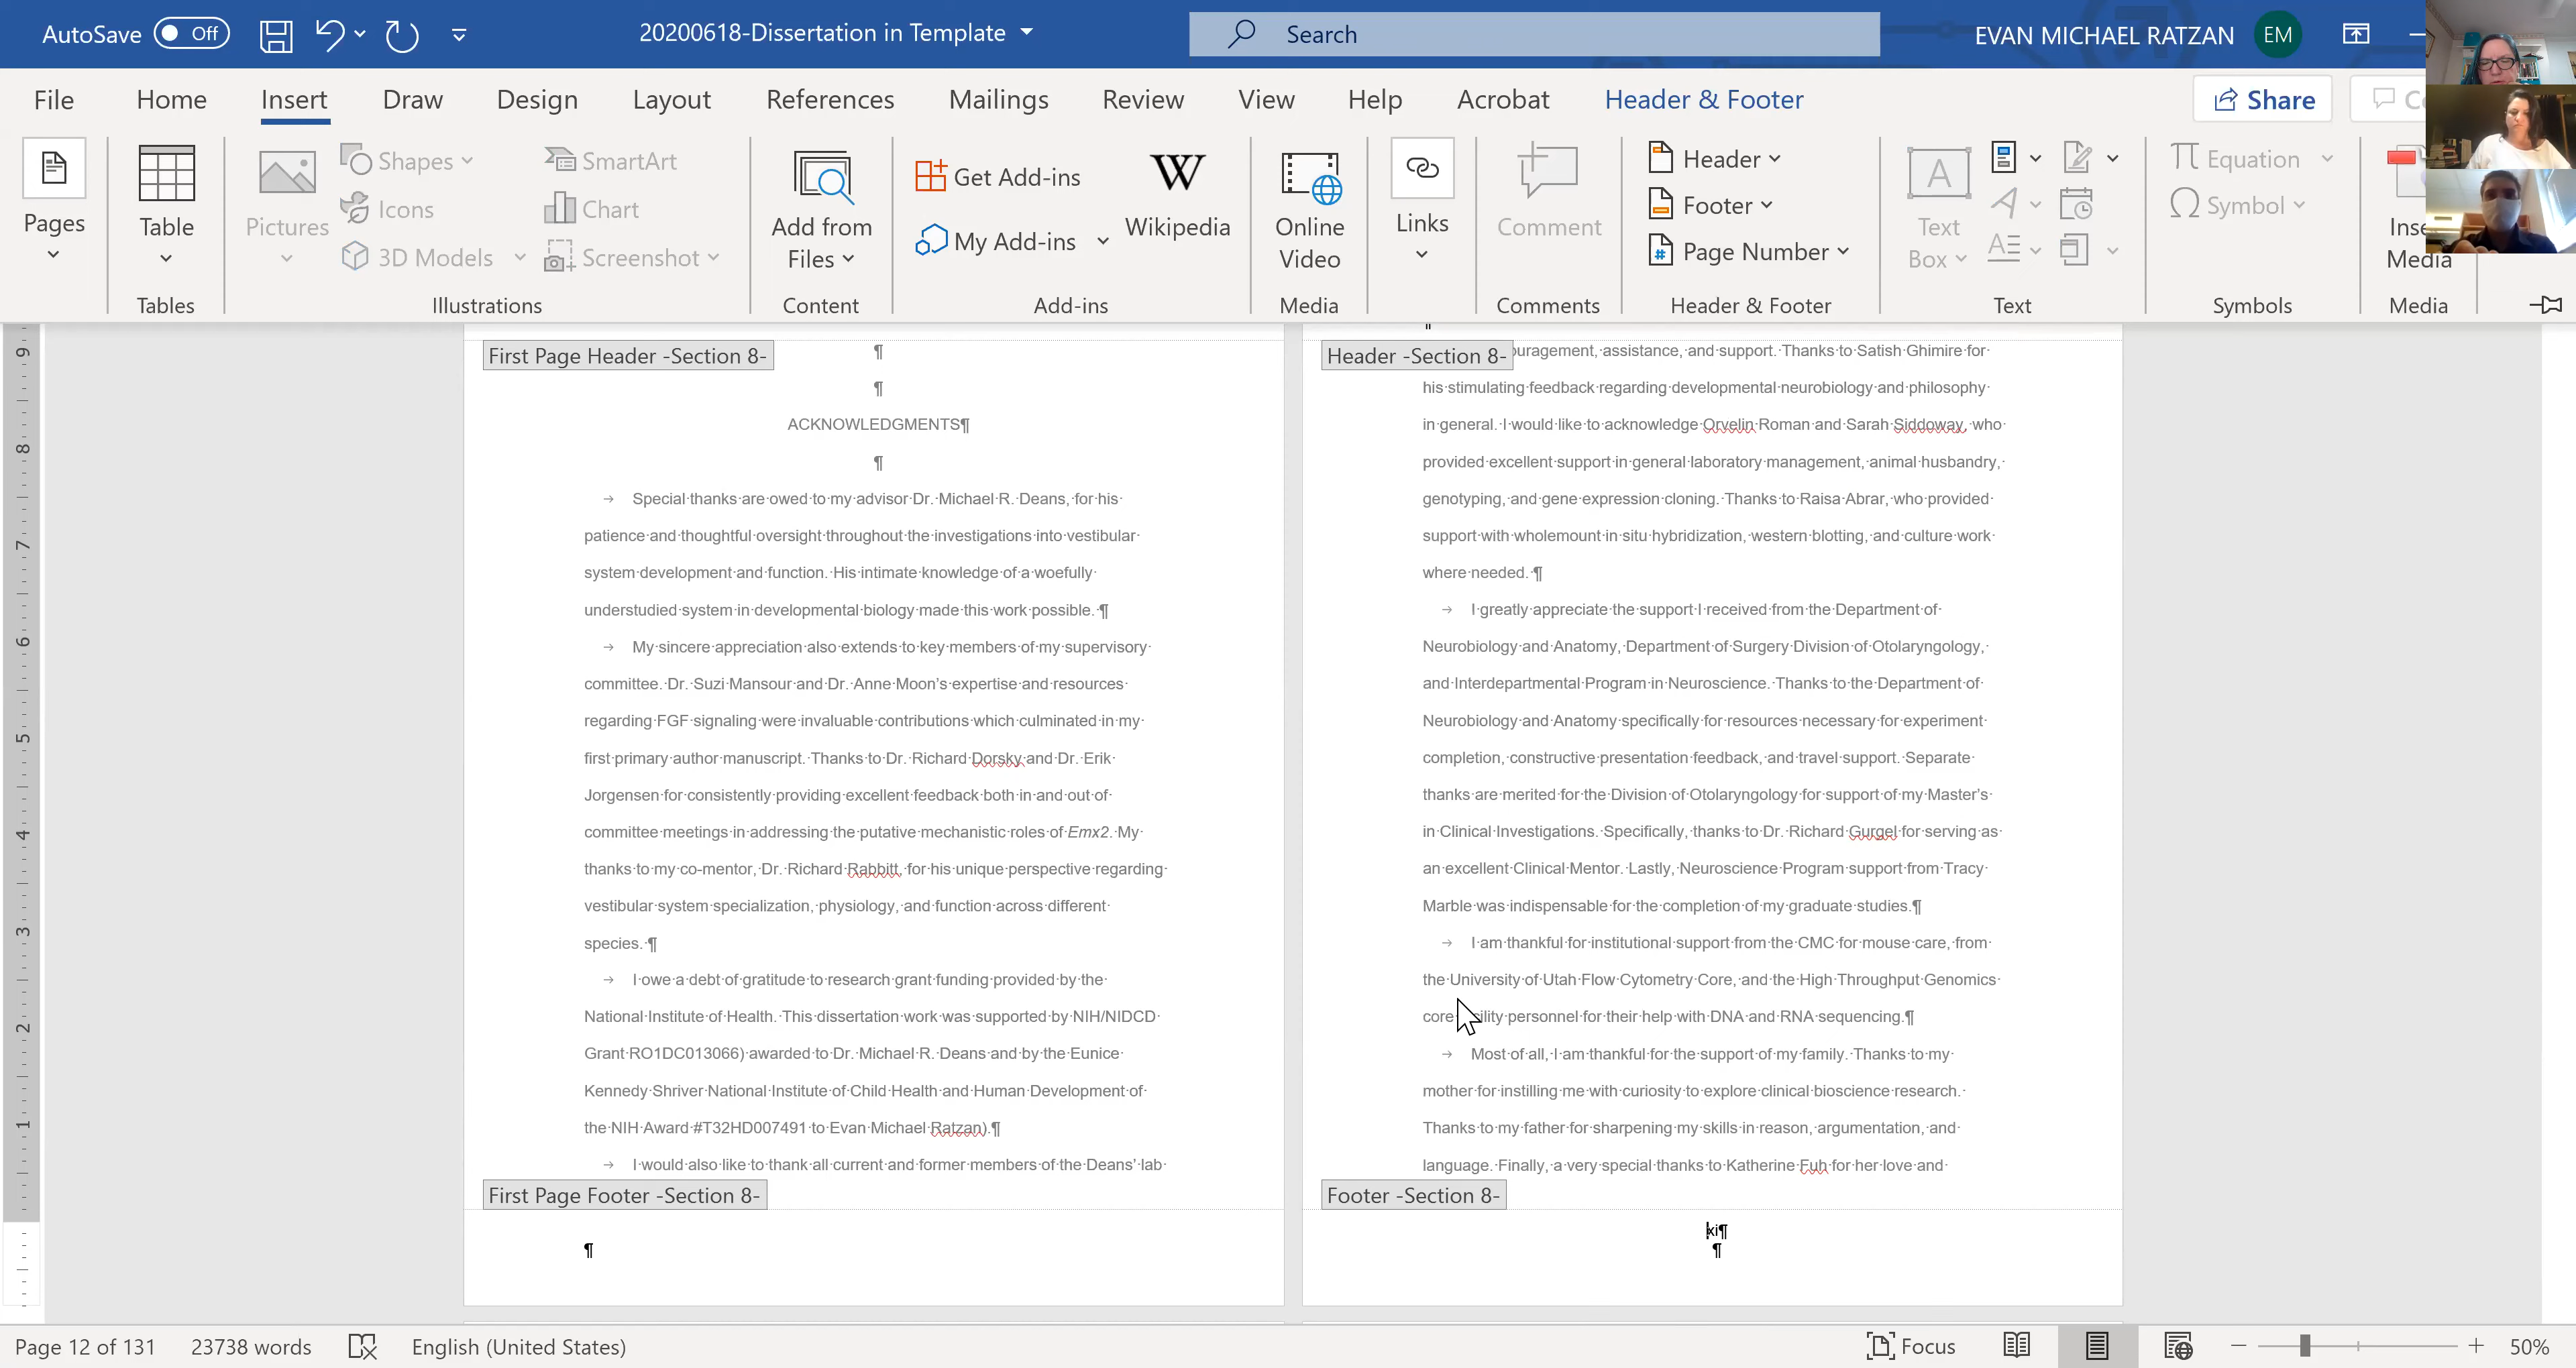 AutoSave Off 20200618-Dissertation in Template Search EVAN MICHAEL RATZAN EM
File Home Insert Draw Design Layout References Mailings Review View Help Acrobat Header & Footer Share
Pages Table Pictures Shapes Icons 3D Models SmartArt Chart Screenshot Add from Files Get Add-ins My Add-ins W Wikipedia Online Video Links Comment Header Footer Page Number Text Box Equation Symbol Media
Tables Illustrations Content Add-ins Media Comments Header & Footer Text Symbols Media
First Page Header -Section 8-
¶
¶
ACKNOWLEDGMENTS¶
¶
Special thanks are owed to my advisor Dr. Michael R. Deans, for his
patience and thoughtful oversight throughout the investigations into vestibular
system development and function. His intimate knowledge of a woefully
understudied system in developmental biology made this work possible. ¶
My sincere appreciation also extends to key members of my supervisory
committee. Dr. Suzi Mansour and Dr. Anne Moon's expertise and resources
regarding FGF signaling were invaluable contributions which culminated in my
first primary author manuscript. Thanks to Dr. Richard Dorsky and Dr. Erik
Jorgensen for consistently providing excellent feedback both in and out of
committee meetings in addressing the putative mechanistic roles of Emx2. My
thanks to my co-mentor, Dr. Richard Rabbitt, for his unique perspective regarding
vestibular system specialization, physiology, and function across different
species. ¶
I owe a debt of gratitude to research grant funding provided by the
National Institute of Health. This dissertation work was supported by NIH/NIDCD
Grant RO1DC013066) awarded to Dr. Michael R. Deans and by the Eunice
Kennedy Shriver National Institute of Child Health and Human Development of
the NIH Award #T32HD007491 to Evan Michael Ratzan).¶
I would also like to thank all current and former members of the Deans' lab
First Page Footer -Section 8-
¶
Header -Section 8-
uragement, assistance, and support. Thanks to Satish Ghimire for
his stimulating feedback regarding developmental neurobiology and philosophy
in general. I would like to acknowledge Orvelin Roman and Sarah Siddoway, who
provided excellent support in general laboratory management, animal husbandry,
genotyping, and gene expression cloning. Thanks to Raisa Abrar, who provided
support with wholemount in situ hybridization, western blotting, and culture work
where needed. ¶
I greatly appreciate the support I received from the Department of
Neurobiology and Anatomy, Department of Surgery Division of Otolaryngology,
and Interdepartmental Program in Neuroscience. Thanks to the Department of
Neurobiology and Anatomy specifically for resources necessary for experiment
completion, constructive presentation feedback, and travel support. Separate
thanks are merited for the Division of Otolaryngology for support of my Master's
in Clinical Investigations. Specifically, thanks to Dr. Richard Gurgel for serving as
an excellent Clinical Mentor. Lastly, Neuroscience Program support from Tracy
Marble was indispensable for the completion of my graduate studies.¶
I am thankful for institutional support from the CMC for mouse care, from
the University of Utah Flow Cytometry Core, and the High Throughput Genomics
core ility personnel for their help with DNA and RNA sequencing.¶
Most of all, I am thankful for the support of my family. Thanks to my
mother for instilling me with curiosity to explore clinical bioscience research.
Thanks to my father for sharpening my skills in reason, argumentation, and
language. Finally, a very special thanks to Katherine Fuh for her love and
Footer -Section 8-
xi¶
¶
9 8 7 6 5 4 3 2 1
Page 12 of 131 23738 words English (United States) Focus 50%